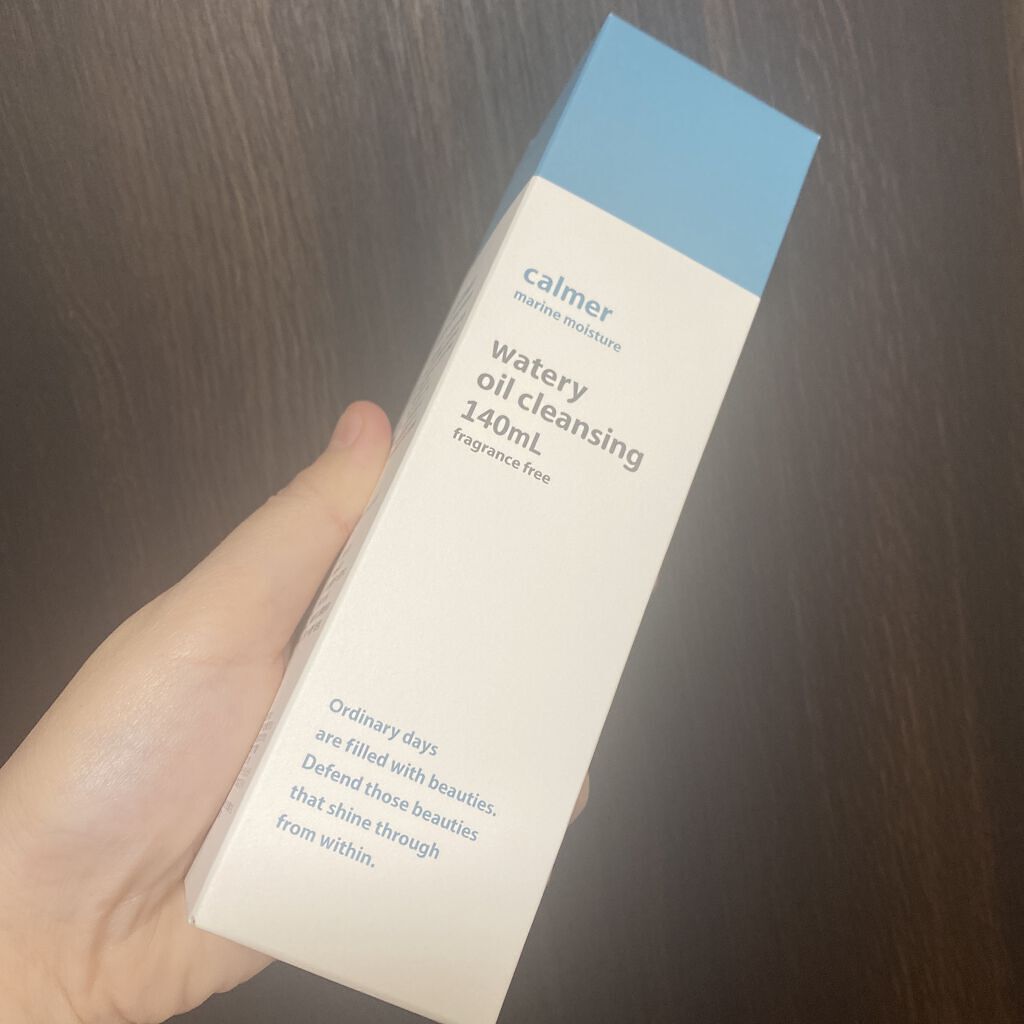 calmer
marine moisture
watery
oil cleansing
140mL
fragrance free
Ordinary days
are filled with beauties.
Defend those beauties
that shine through
from within.